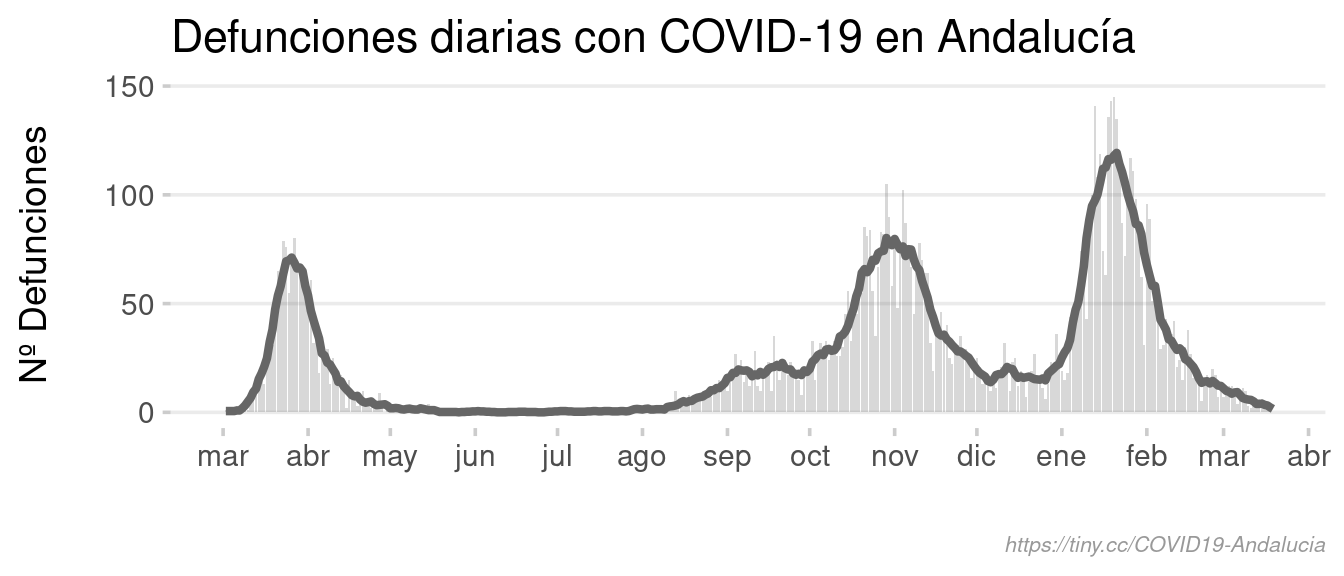 Defunciones diarias con COVID-19 en Andalucía
Nº Defunciones
150
100
50
0
mar abr may jun jul ago sep oct nov dic ene feb mar abr
https://tiny.cc/COVID19-Andalucia